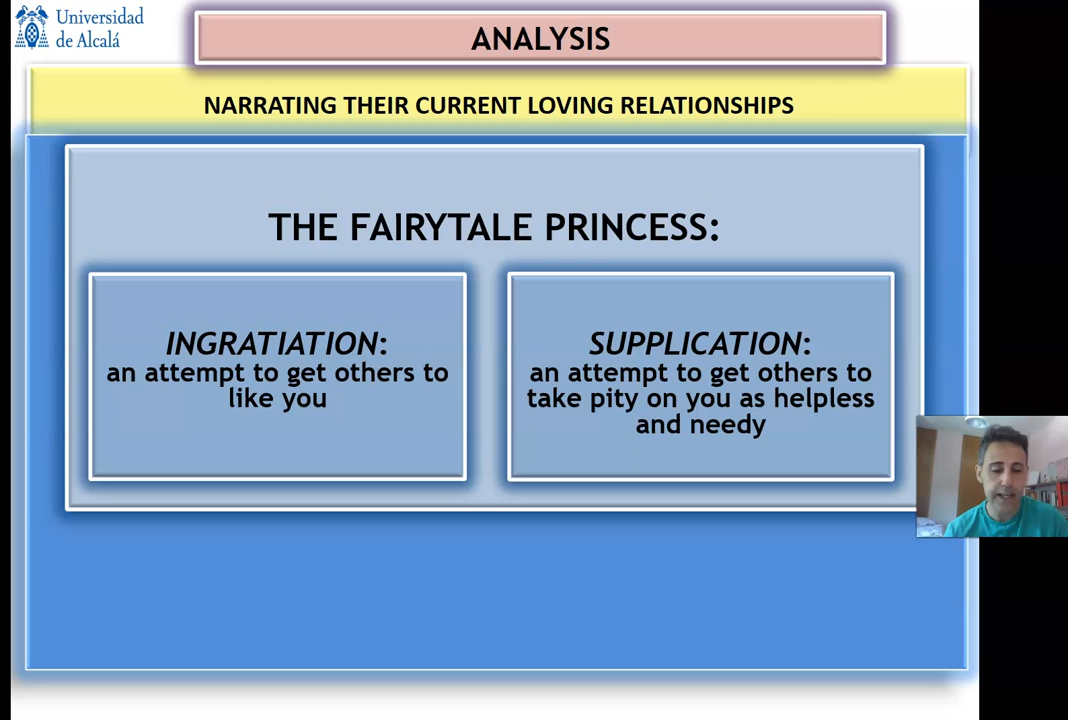 Universidad
de Alcalá
ANALYSIS
NARRATING THEIR CURRENT LOVING RELATIONSHIPS
THE FAIRYTALE PRINCESS:
INGRATIATION:
an attempt to get others to
like you
SUPPLICATION:
an attempt to get others to
take pity on you as helpless
and needy